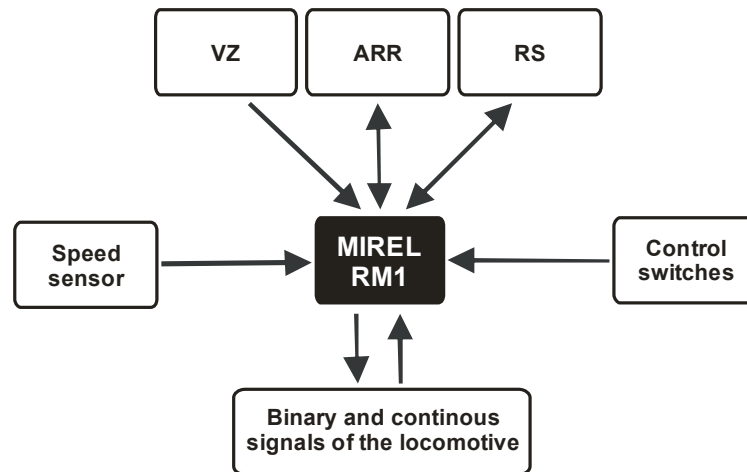 VZ
ARR
RS
Speed
sensor
MIREL
RM1
Control
switches
Binary and continous
signals of the locomotive